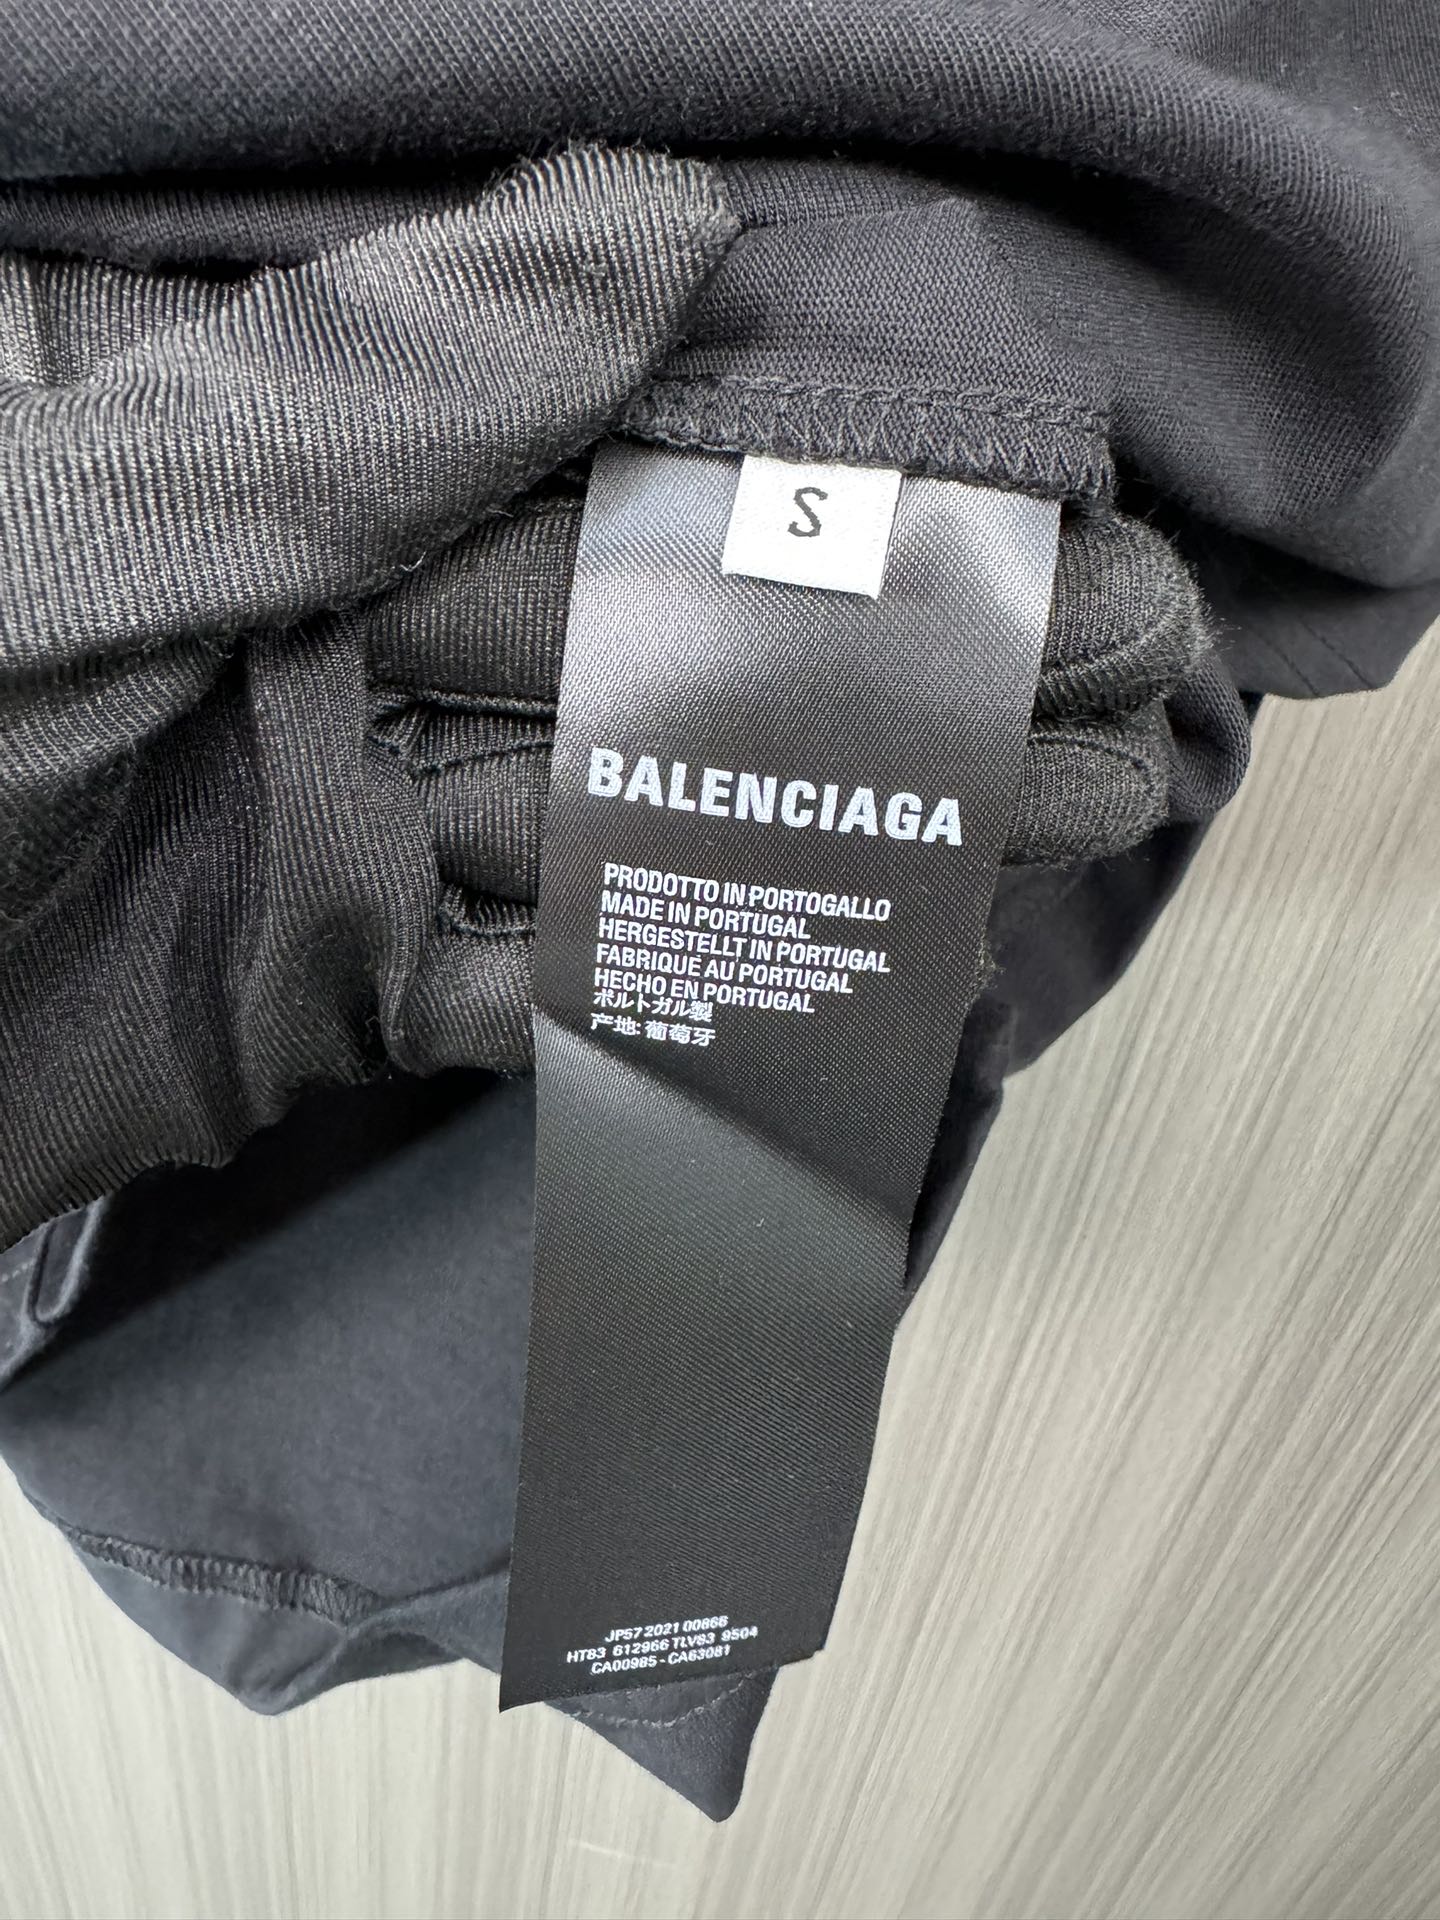 S
BALENCIAGA
PRODOTTO IN PORTOGALLO
MADE IN PORTUGAL
HERGESTELLT IN PORTUGAL
FABRIQUÉ AU PORTUGAL
HECHO EN PORTUGAL
ポルトガル製
产地: 葡萄牙
JP57 2021 00866
HT83 612966 TLV83 9504
CA00985 - CA63081